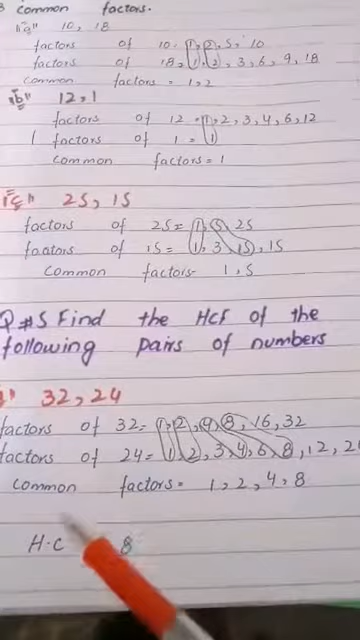 common factors.
"a" 10, 18
factors of 10. 1, 2, 5, 10
factors of 18, 1, 2, 3, 6, 9, 18
common factors = 1, 2
"b" 12, 1
factors of 12 = 1, 2, 3, 4, 6, 12
factors of 1 = 1
common factors = 1
"c" 25, 15
factors of 25 = 1, 5, 25
factors of 15 = 1, 3, 5, 15
common factors- 1, 5
Q#5 Find the HCF of the
following pairs of numbers
32, 24
factors of 32 = 1, 2, 4, 8, 16, 32
factors of 24 = 1, 2, 3, 4, 6, 8, 12, 2
common factors = 1, 2, 4, 8
H.C 8